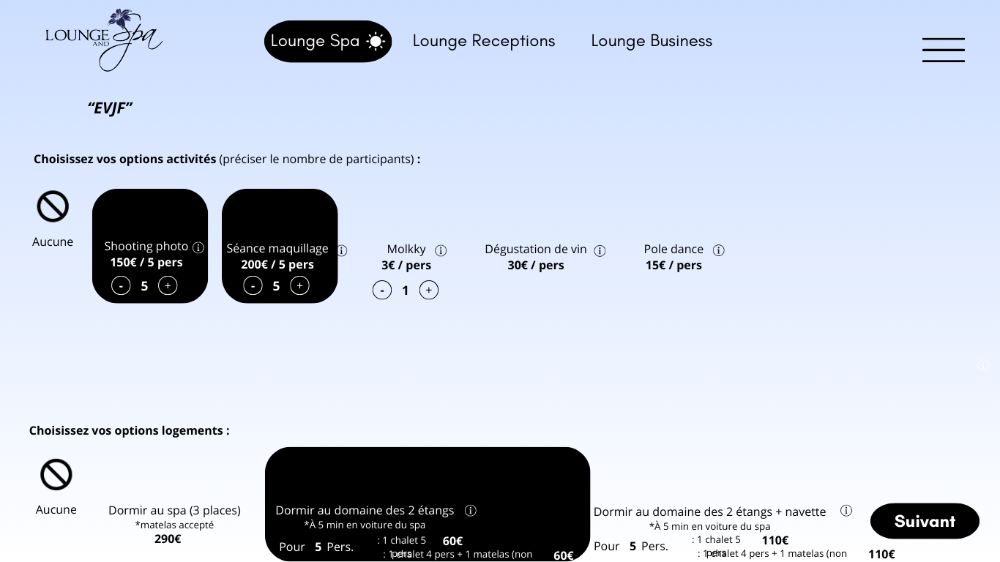 LOUNGE AND Spa
Lounge Spa
Lounge Receptions
Lounge Business
“EVJF”
Choisissez vos options activités (préciser le nombre de participants) :
Aucune
Shooting photo
150€ / 5 pers
- 5 +
Séance maquillage
200€ / 5 pers
- 5 +
Molkky
3€ / pers
- 1 +
Dégustation de vin
30€ / pers
Pole dance
15€ / pers
Choisissez vos options logements :
Aucune
Dormir au spa (3 places)
*matelas accepté
290€
Dormir au domaine des 2 étangs
*À 5 min en voiture du spa
Pour 5 Pers.
: 1 chalet 5 pers 60€
: 1 chalet 4 pers + 1 matelas (non 60€
Dormir au domaine des 2 étangs + navette
*À 5 min en voiture du spa
Pour 5 Pers.
: 1 chalet 5 pers 110€
: 1 chalet 4 pers + 1 matelas (non 110€
Suivant